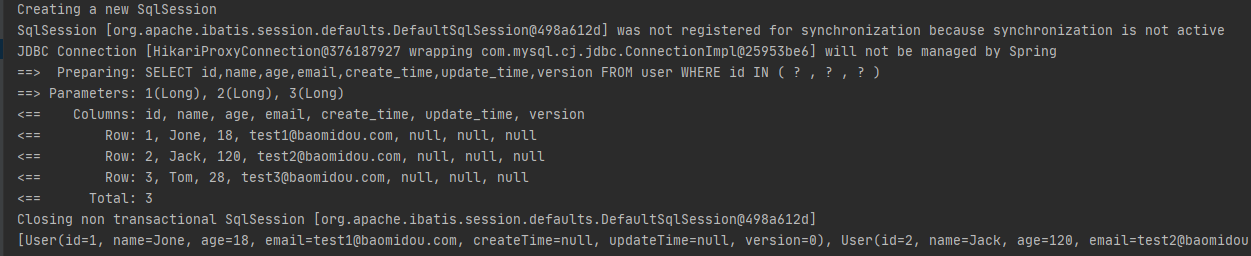 Creating a new SqlSession
SqlSession [org.apache.ibatis.session.defaults.DefaultSqlSession@498a612d] was not registered for synchronization because synchronization is not active
JDBC Connection [HikariProxyConnection@376187927 wrapping com.mysql.cj.jdbc.ConnectionImpl@25953be6] will not be managed by Spring
==>  Preparing: SELECT id,name,age,email,create_time,update_time,version FROM user WHERE id IN ( ? , ? , ? )
==> Parameters: 1(Long), 2(Long), 3(Long)
<==    Columns: id, name, age, email, create_time, update_time, version
<==        Row: 1, Jone, 18, test1@baomidou.com, null, null, null
<==        Row: 2, Jack, 120, test2@baomidou.com, null, null, null
<==        Row: 3, Tom, 28, test3@baomidou.com, null, null, null
<==      Total: 3
Closing non transactional SqlSession [org.apache.ibatis.session.defaults.DefaultSqlSession@498a612d]
[User(id=1, name=Jone, age=18, email=test1@baomidou.com, createTime=null, updateTime=null, version=0), User(id=2, name=Jack, age=120, email=test2@baomidou